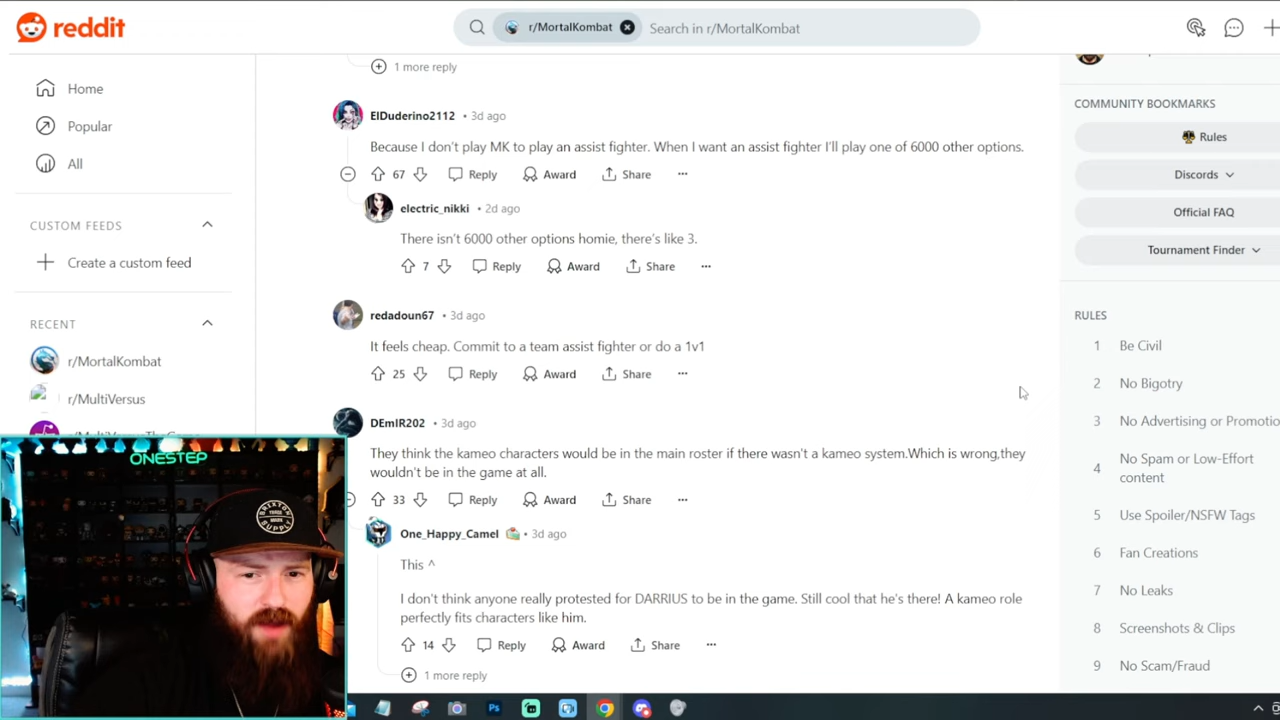 reddit
r/MortalKombat
Search in r/MortalKombat
Home
Popular
All
CUSTOM FEEDS
Create a custom feed
RECENT
r/MortalKombat
r/MultiVersus
1 more reply
ElDuderino2112 • 3d ago
Because I don't play MK to play an assist fighter. When I want an assist fighter I'll play one of 6000 other options.
67 Reply Award Share
electric_nikki • 2d ago
There isn't 6000 other options homie, there's like 3.
7 Reply Award Share
redadoun67 • 3d ago
It feels cheap. Commit to a team assist fighter or do a 1v1
25 Reply Award Share
DEmIR202 • 3d ago
They think the kameo characters would be in the main roster if there wasn't a kameo system.Which is wrong,they
wouldn't be in the game at all.
33 Reply Award Share
One_Happy_Camel • 3d ago
This ^
I don't think anyone really protested for DARRIUS to be in the game. Still cool that he's there! A kameo role
perfectly fits characters like him.
14 Reply Award Share
1 more reply
COMMUNITY BOOKMARKS
Rules
Discords
Official FAQ
Tournament Finder
RULES
1 Be Civil
2 No Bigotry
3 No Advertising or Promotio
4 No Spam or Low-Effort
content
5 Use Spoiler/NSFW Tags
6 Fan Creations
7 No Leaks
8 Screenshots & Clips
9 No Scam/Fraud
ONESTEP
BRIXTON
SUPPLY
Ps